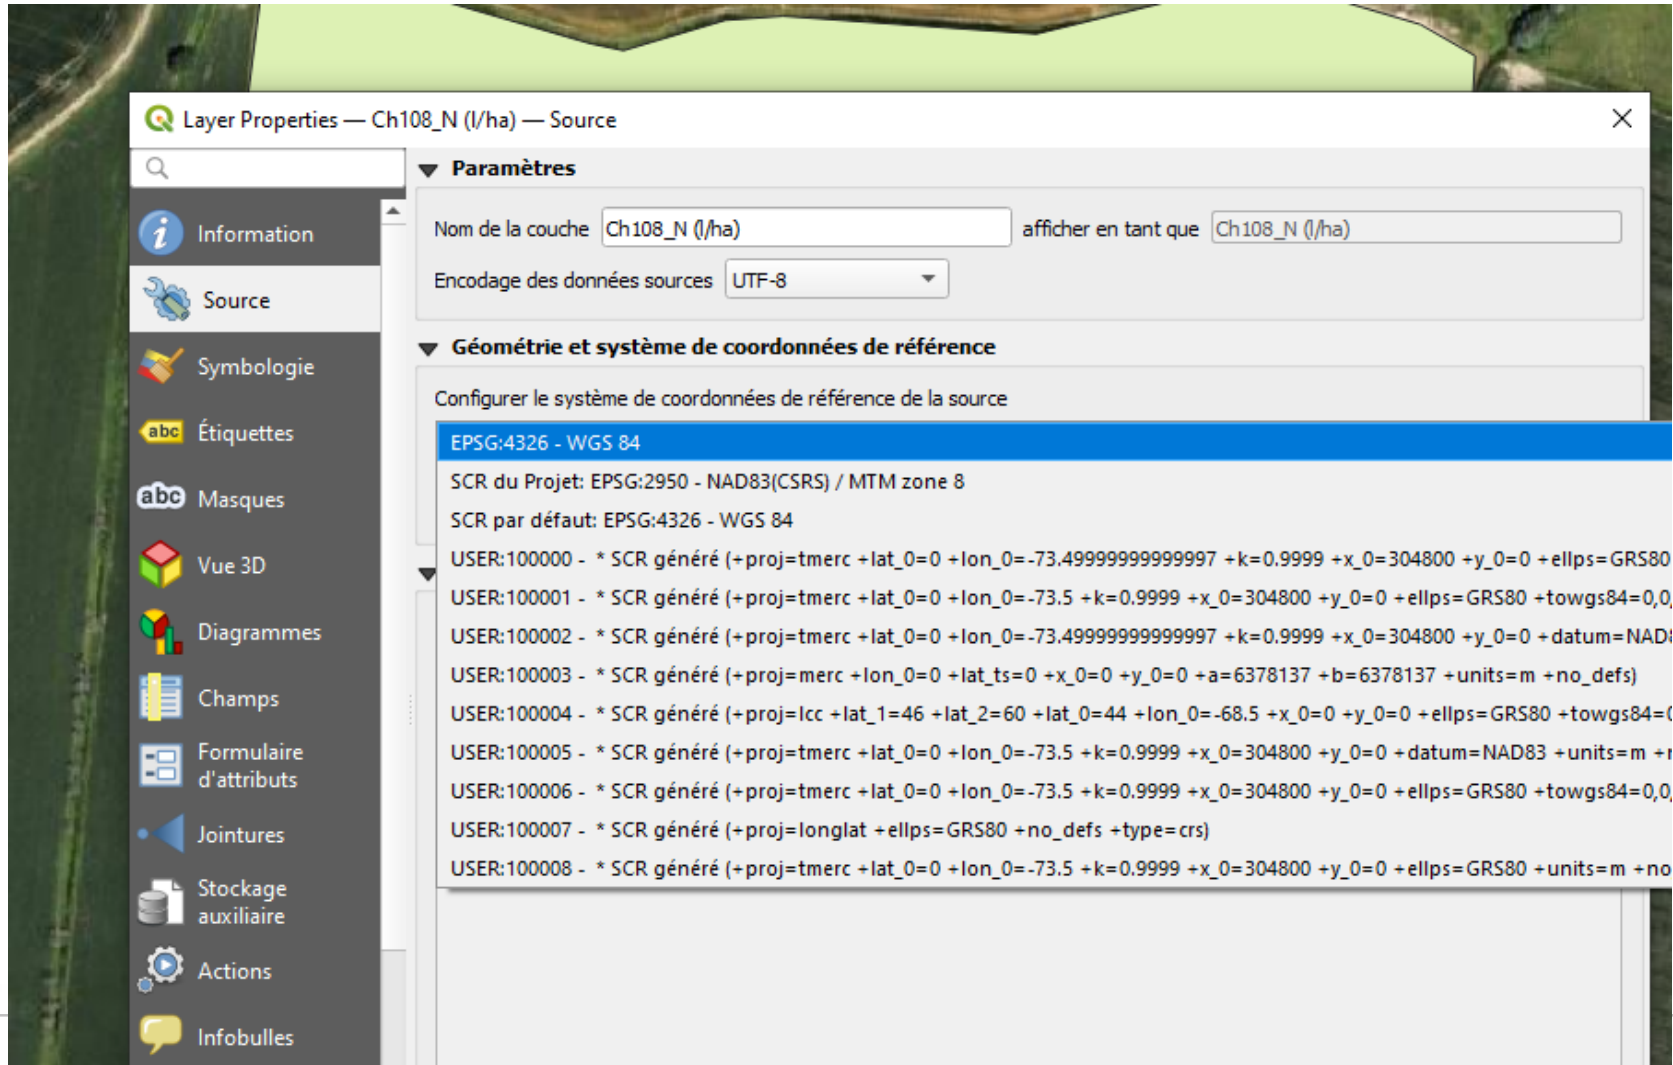 Layer Properties — Ch108_N (l/ha) — Source
Information
Source
Symbologie
abc Étiquettes
abc Masques
Vue 3D
Diagrammes
Champs
Formulaire
d'attributs
Jointures
Stockage
auxiliaire
Actions
Infobulles
Paramètres
Nom de la couche Ch108_N (l/ha) afficher en tant que Ch108_N (l/ha)
Encodage des données sources UTF-8
Géométrie et système de coordonnées de référence
Configurer le système de coordonnées de référence de la source
EPSG:4326 - WGS 84
SCR du Projet: EPSG:2950 - NAD83(CSRS) / MTM zone 8
SCR par défaut: EPSG:4326 - WGS 84
USER:100000 - * SCR généré (+proj=tmerc +lat_0=0 +lon_0=-73.49999999999997 +k=0.9999 +x_0=304800 +y_0=0 +ellps=GRS80
USER:100001 - * SCR généré (+proj=tmerc +lat_0=0 +lon_0=-73.5 +k=0.9999 +x_0=304800 +y_0=0 +ellps=GRS80 +towgs84=0,0,
USER:100002 - * SCR généré (+proj=tmerc +lat_0=0 +lon_0=-73.49999999999997 +k=0.9999 +x_0=304800 +y_0=0 +datum=NAD8
USER:100003 - * SCR généré (+proj=merc +lon_0=0 +lat_ts=0 +x_0=0 +y_0=0 +a=6378137 +b=6378137 +units=m +no_defs)
USER:100004 - * SCR généré (+proj=lcc +lat_1=46 +lat_2=60 +lat_0=44 +lon_0=-68.5 +x_0=0 +y_0=0 +ellps=GRS80 +towgs84=0
USER:100005 - * SCR généré (+proj=tmerc +lat_0=0 +lon_0=-73.5 +k=0.9999 +x_0=304800 +y_0=0 +datum=NAD83 +units=m +
USER:100006 - * SCR généré (+proj=tmerc +lat_0=0 +lon_0=-73.5 +k=0.9999 +x_0=304800 +y_0=0 +ellps=GRS80 +towgs84=0,0,
USER:100007 - * SCR généré (+proj=longlat +ellps=GRS80 +no_defs +type=crs)
USER:100008 - * SCR généré (+proj=tmerc +lat_0=0 +lon_0=-73.5 +k=0.9999 +x_0=304800 +y_0=0 +ellps=GRS80 +units=m +no